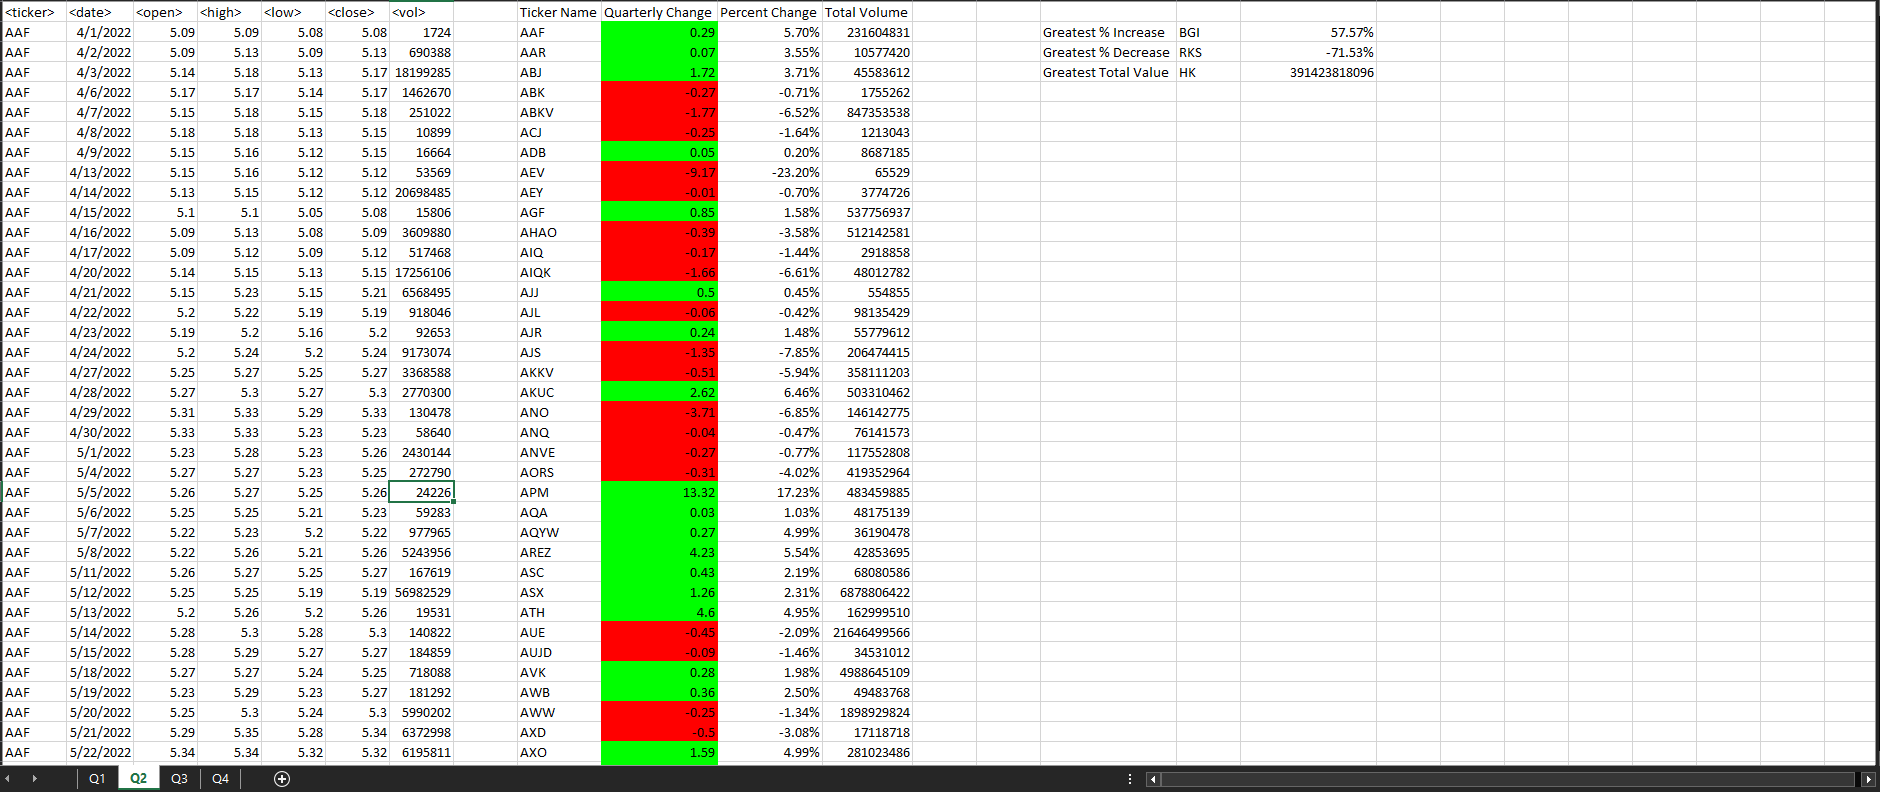 <ticker> <date> <open> <high> <low> <close> <vol> Ticker Name Quarterly Change Percent Change Total Volume
AAF 4/1/2022 5.09 5.09 5.08 5.08 1724 AAF 0.29 5.70% 231604831 Greatest % Increase BGI 57.57%
AAF 4/2/2022 5.09 5.13 5.09 5.13 690388 AAR 0.07 3.55% 10577420 Greatest % Decrease RKS -71.53%
AAF 4/3/2022 5.14 5.18 5.13 5.17 18199285 ABJ 1.72 3.71% 45583612 Greatest Total Value HK 391423818096
AAF 4/6/2022 5.17 5.17 5.14 5.17 1462670 ABK -0.27 -0.71% 1755262
AAF 4/7/2022 5.15 5.18 5.15 5.18 251022 ABKV -1.77 -6.52% 847353538
AAF 4/8/2022 5.18 5.18 5.13 5.15 10899 ACJ -0.25 -1.64% 1213043
AAF 4/9/2022 5.15 5.16 5.12 5.15 16664 ADB 0.05 0.20% 8687185
AAF 4/13/2022 5.15 5.16 5.12 5.12 53569 AEV -9.17 -23.20% 65529
AAF 4/14/2022 5.13 5.15 5.12 5.12 20698485 AEY -0.01 -0.70% 3774726
AAF 4/15/2022 5.1 5.1 5.05 5.08 15806 AGF 0.85 1.58% 537756937
AAF 4/16/2022 5.09 5.13 5.08 5.09 3609880 AHAO -0.39 -3.58% 512142581
AAF 4/17/2022 5.09 5.12 5.09 5.12 517468 AIQ -0.17 -1.44% 2918858
AAF 4/20/2022 5.14 5.15 5.13 5.15 17256106 AIQK -1.66 -6.61% 48012782
AAF 4/21/2022 5.15 5.23 5.15 5.21 6568495 AJJ 0.5 0.45% 554855
AAF 4/22/2022 5.2 5.22 5.19 5.19 918046 AJL -0.06 -0.42% 98135429
AAF 4/23/2022 5.19 5.2 5.16 5.2 92653 AJR 0.24 1.48% 55779612
AAF 4/24/2022 5.2 5.24 5.2 5.24 9173074 AJS -1.35 -7.85% 206474415
AAF 4/27/2022 5.25 5.27 5.25 5.27 3368588 AKKV -0.51 -5.94% 358111203
AAF 4/28/2022 5.27 5.3 5.27 5.3 2770300 AKUC 2.62 6.46% 503310462
AAF 4/29/2022 5.31 5.33 5.29 5.33 130478 ANO -3.71 -6.85% 146142775
AAF 4/30/2022 5.33 5.33 5.23 5.23 58640 ANQ -0.04 -0.47% 76141573
AAF 5/1/2022 5.23 5.28 5.23 5.26 2430144 ANVE -0.27 -0.77% 117552808
AAF 5/4/2022 5.27 5.27 5.23 5.25 272790 AORS -0.31 -4.02% 419352964
AAF 5/5/2022 5.26 5.27 5.25 5.26 24226 APM 13.32 17.23% 483459885
AAF 5/6/2022 5.25 5.25 5.21 5.23 59283 AQA 0.03 1.03% 48175139
AAF 5/7/2022 5.22 5.23 5.2 5.22 977965 AQYW 0.27 4.99% 36190478
AAF 5/8/2022 5.22 5.26 5.21 5.26 5243956 AREZ 4.23 5.54% 42853695
AAF 5/11/2022 5.26 5.27 5.25 5.27 167619 ASC 0.43 2.19% 68080586
AAF 5/12/2022 5.25 5.25 5.19 5.19 56982529 ASX 1.26 2.31% 6878806422
AAF 5/13/2022 5.2 5.26 5.2 5.26 19531 ATH 4.6 4.95% 162999510
AAF 5/14/2022 5.28 5.3 5.28 5.3 140822 AUE -0.45 -2.09% 21646499566
AAF 5/15/2022 5.28 5.29 5.27 5.27 184859 AUJD -0.09 -1.46% 34531012
AAF 5/18/2022 5.27 5.27 5.24 5.25 718088 AVK 0.28 1.98% 4988645109
AAF 5/19/2022 5.23 5.29 5.23 5.27 181292 AWB 0.36 2.50% 49483768
AAF 5/20/2022 5.25 5.3 5.24 5.3 5990202 AWW -0.25 -1.34% 1898929824
AAF 5/21/2022 5.29 5.35 5.28 5.34 6372998 AXD -0.5 -3.08% 17118718
AAF 5/22/2022 5.34 5.34 5.32 5.32 6195811 AXO 1.59 4.99% 281023486
Q1 Q2 Q3 Q4